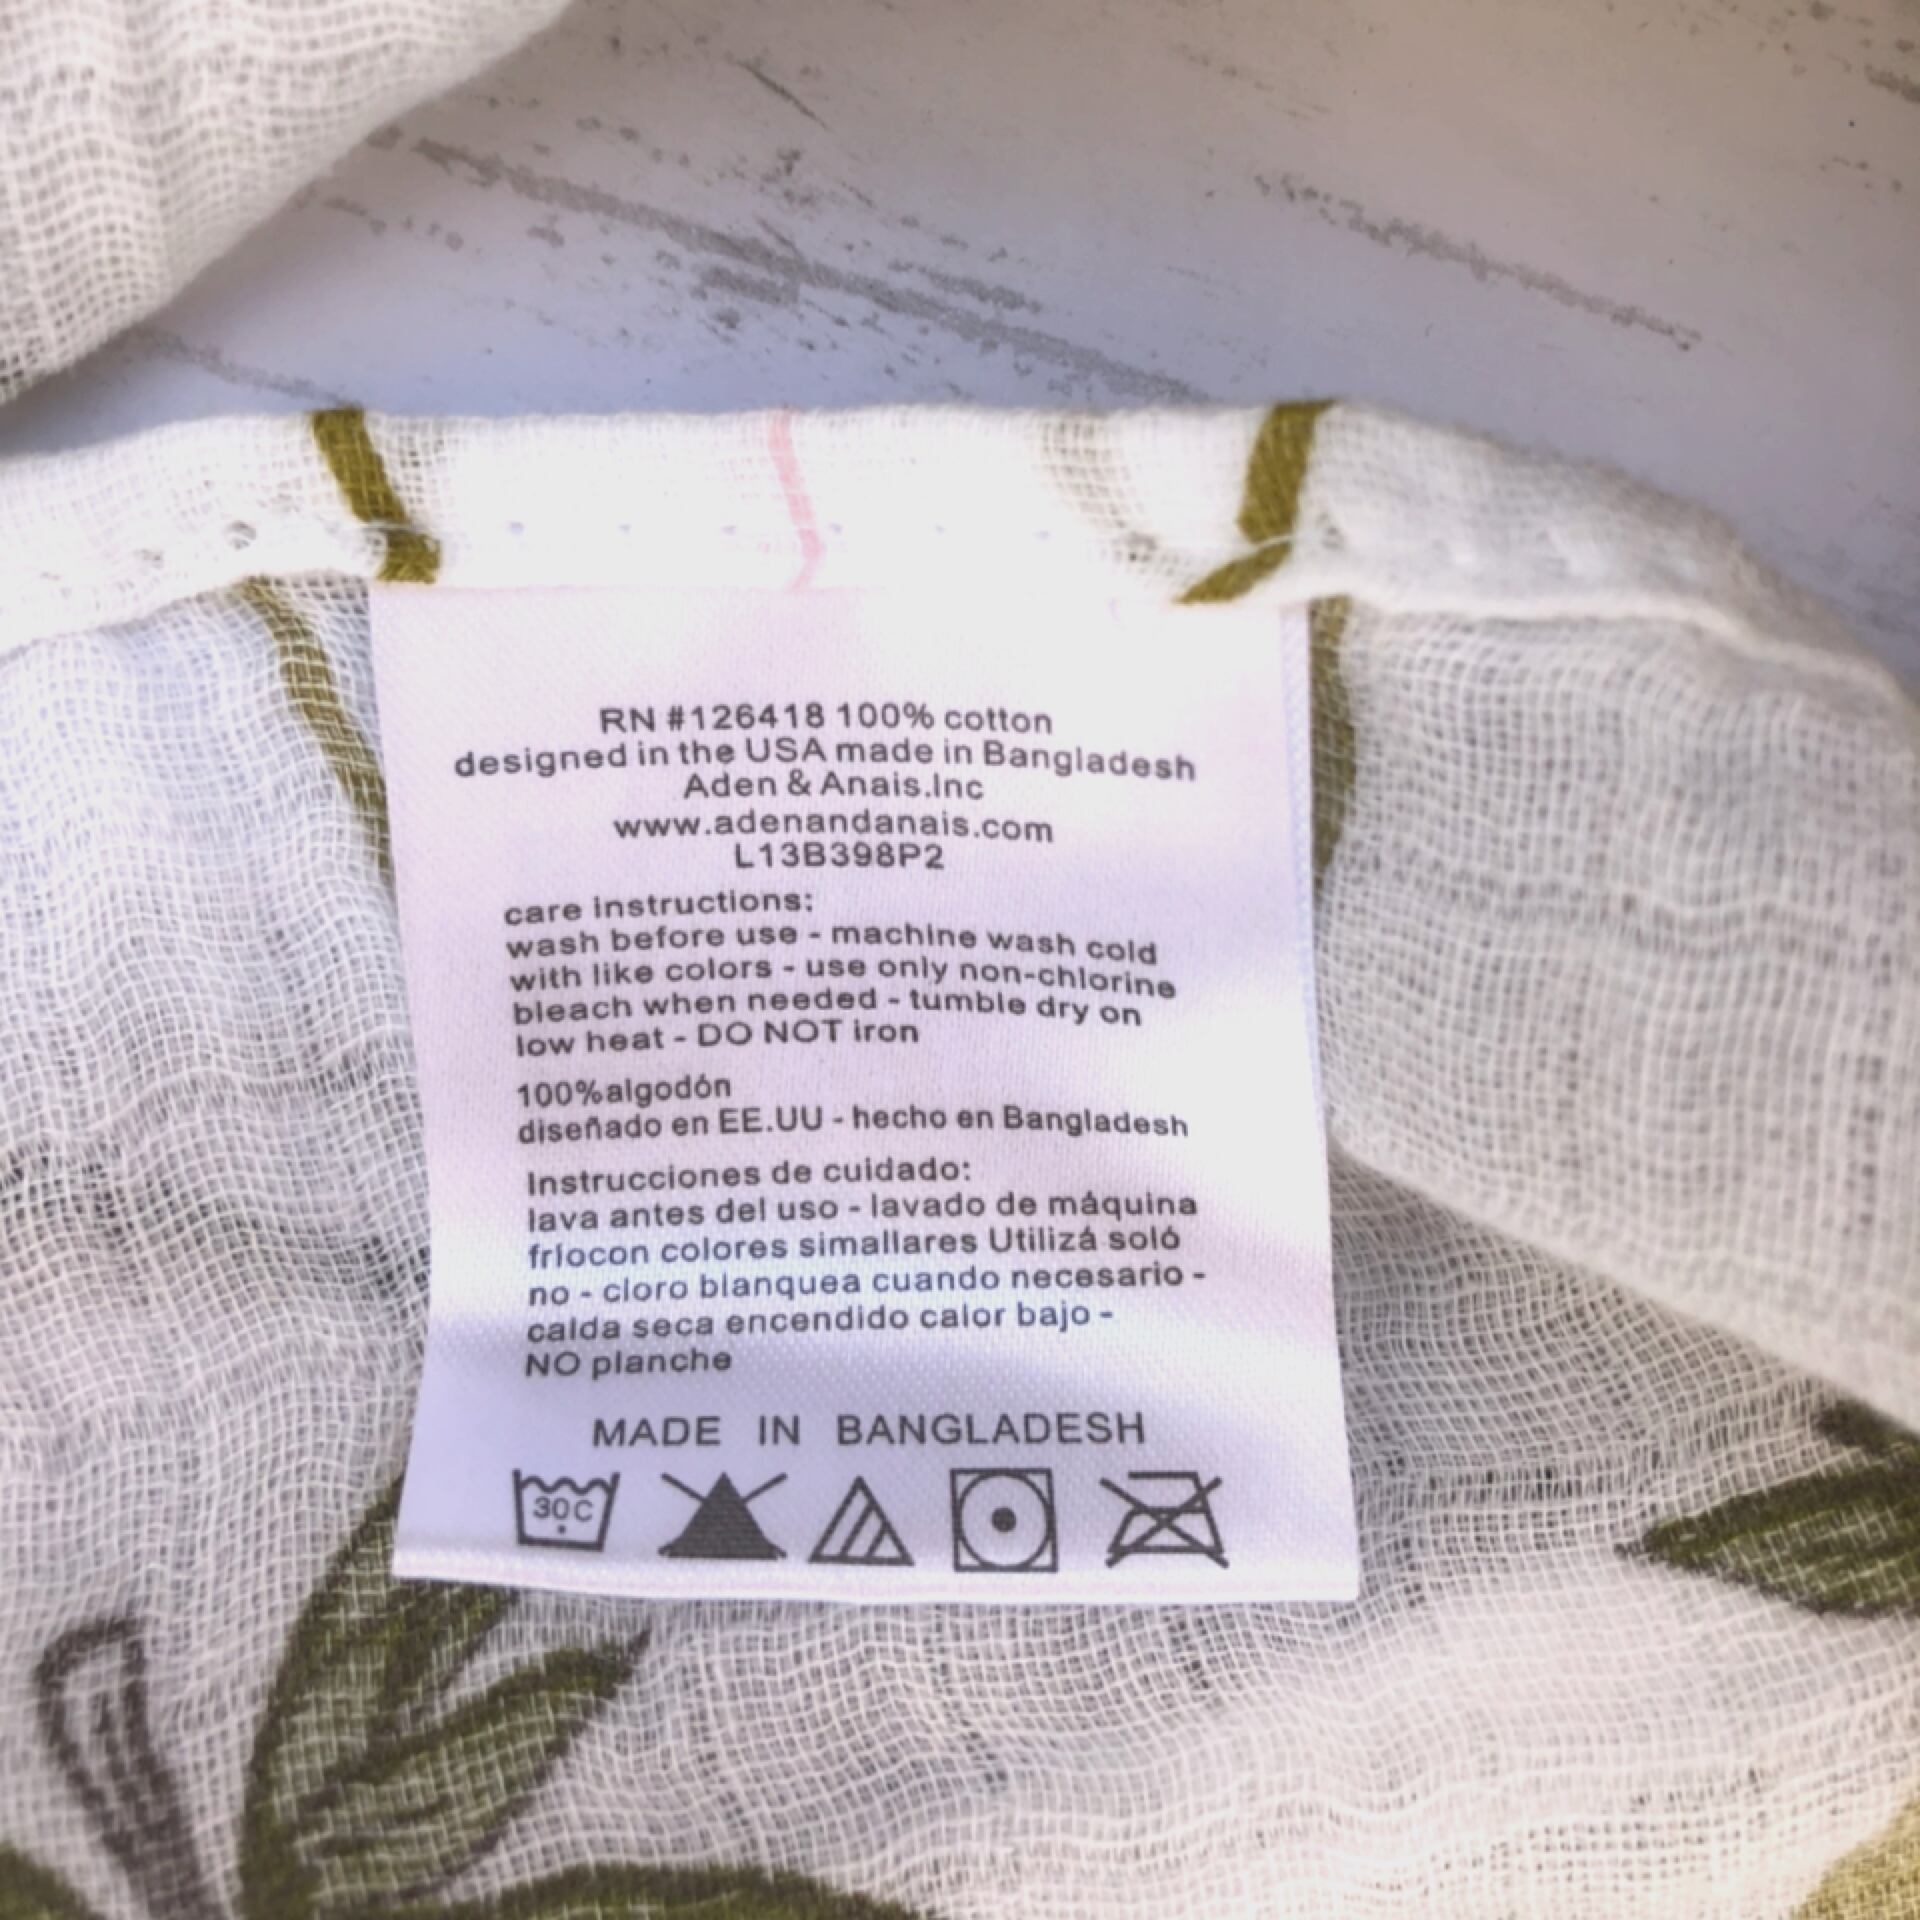 RN #126418 100% cotton
designed in the USA made in Bangladesh
Aden & Anais.Inc
www.adenandanais.com
L13B398P2
care instructions:
wash before use - machine wash cold
with like colors - use only non-chlorine
bleach when needed - tumble dry on
low heat - DO NOT iron
100%algodón
diseñado en EE.UU - hecho en Bangladesh
Instrucciones de cuidado:
lava antes del uso - lavado de máquina
friocon colores simallares Utilizá soló
no - cloro blanquea cuando necesario -
caida seca encendido calor bajo -
NO planche
MADE IN BANGLADESH
30C